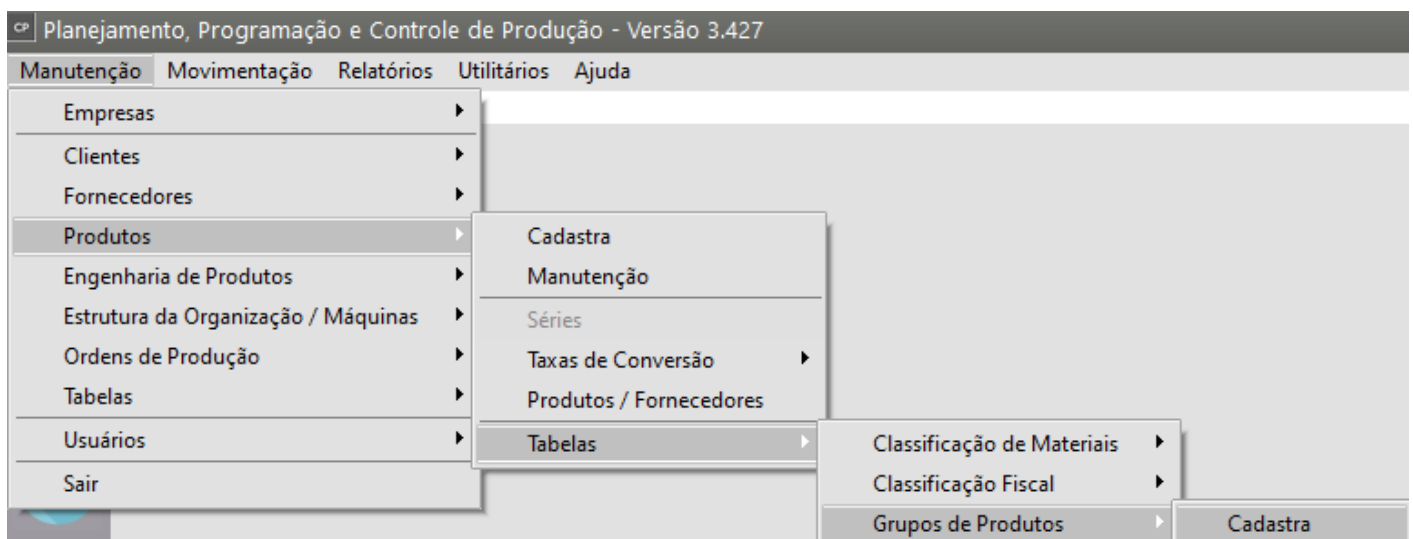 CP Planejamento, Programação e Controle de Produção - Versão 3.427
Manutenção Movimentação Relatórios Utilitários Ajuda
Empresas
Clientes
Fornecedores
Produtos
Engenharia de Produtos
Estrutura da Organização / Máquinas
Ordens de Produção
Tabelas
Usuários
Sair
Cadastra
Manutenção
Séries
Taxas de Conversão
Produtos / Fornecedores
Tabelas
Classificação de Materiais
Classificação Fiscal
Grupos de Produtos
Cadastra